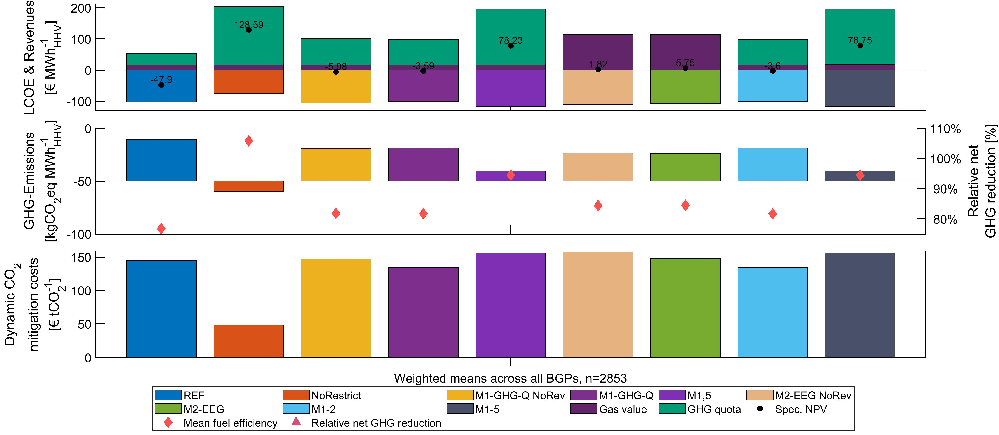 LCOE & Revenues
[€ MWh-1HHV]
200
100
0
-100
-47.9
128.59
-5.98
-3.59
78.23
1.82
5.75
-3.6
78.75
GHG-Emissions
[kgCO2eq MWh-1HHV]
0
-50
-100
110%
100%
90%
80%
Relative net
GHG reduction [%]
Dynamic CO2
mitigation costs
[€ tCO2-1]
150
100
50
0
Weighted means across all BGPs, n=2853
REF NoRestrict M1-GHG-Q NoRev M1-GHG-Q M1,5 M2-EEG NoRev
M2-EEG M1-2 M1-5 Gas value GHG quota Spec. NPV
Mean fuel efficiency Relative net GHG reduction